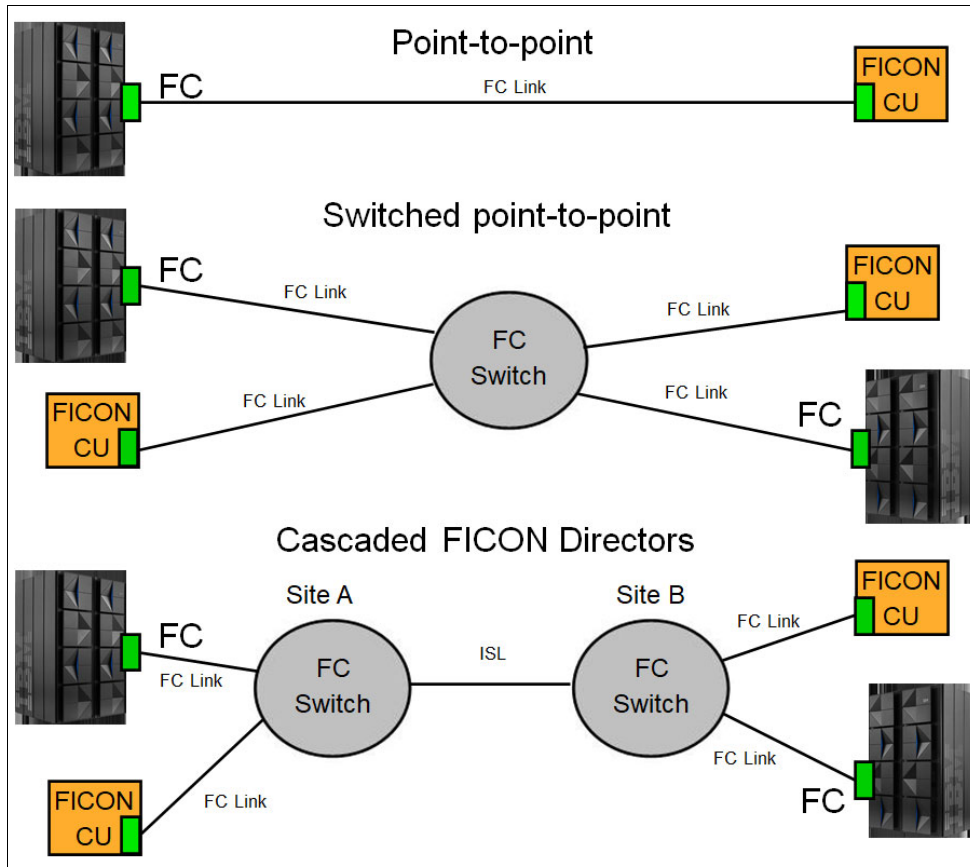 Point-to-point
FC
FC Link
FICON
CU
Switched point-to-point
FC
FC Link
FC Link
FICON
CU
FC
Switch
FC Link
FC Link
FICON
CU
FC
Cascaded FICON Directors
Site A
Site B
FC
FC Link
FC
Switch
ISL
FC
Switch
FC Link
FICON
CU
FC Link
FICON
CU
FC Link
FC